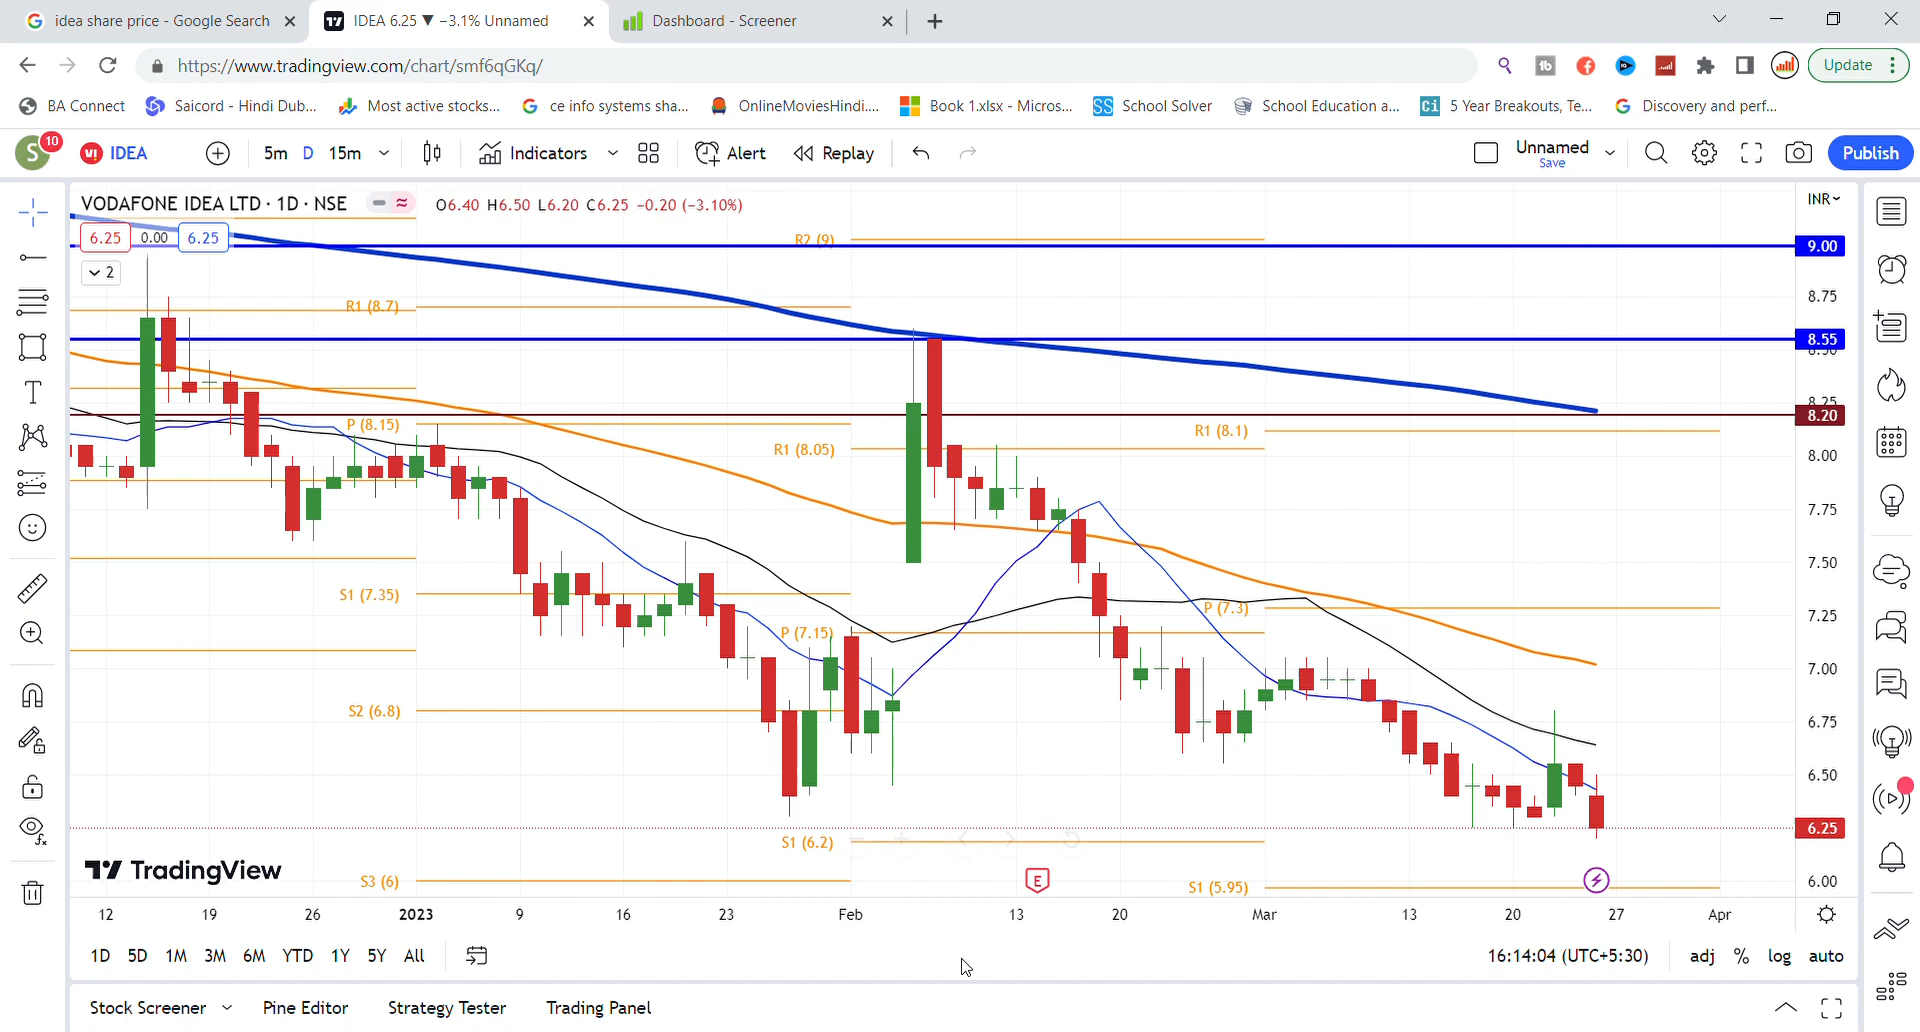 idea share price - Google Search
IDEA 6.25 ▼ −3.1% Unnamed
Dashboard - Screener
https://www.tradingview.com/chart/smf6qGKq/
Update
BA Connect
Saicord - Hindi Dub...
Most active stocks...
ce info systems sha...
OnlineMoviesHindi....
Book 1.xlsx - Micros...
School Solver
School Education a...
5 Year Breakouts, Te...
Discovery and perf...
S
10
IDEA
5m
D
15m
Indicators
Alert
Replay
Unnamed
Save
Publish
VODAFONE IDEA LTD · 1D · NSE
O6.40 H6.50 L6.20 C6.25 −0.20 (−3.10%)
INR
6.25
0.00
6.25
2
R2 (9)
9.00
R1 (8.7)
8.75
8.55
8.50
8.25
8.20
P (8.15)
R1 (8.1)
R1 (8.05)
8.00
7.75
7.50
S1 (7.35)
P (7.3)
7.25
P (7.15)
7.00
S2 (6.8)
6.75
6.50
6.25
S1 (6.2)
TradingView
E
S3 (6)
S1 (5.95)
6.00
12
19
26
2023
9
16
23
Feb
13
20
Mar
13
20
27
Apr
1D
5D
1M
3M
6M
YTD
1Y
5Y
All
16:14:04 (UTC+5:30)
adj
%
log
auto
Stock Screener
Pine Editor
Strategy Tester
Trading Panel